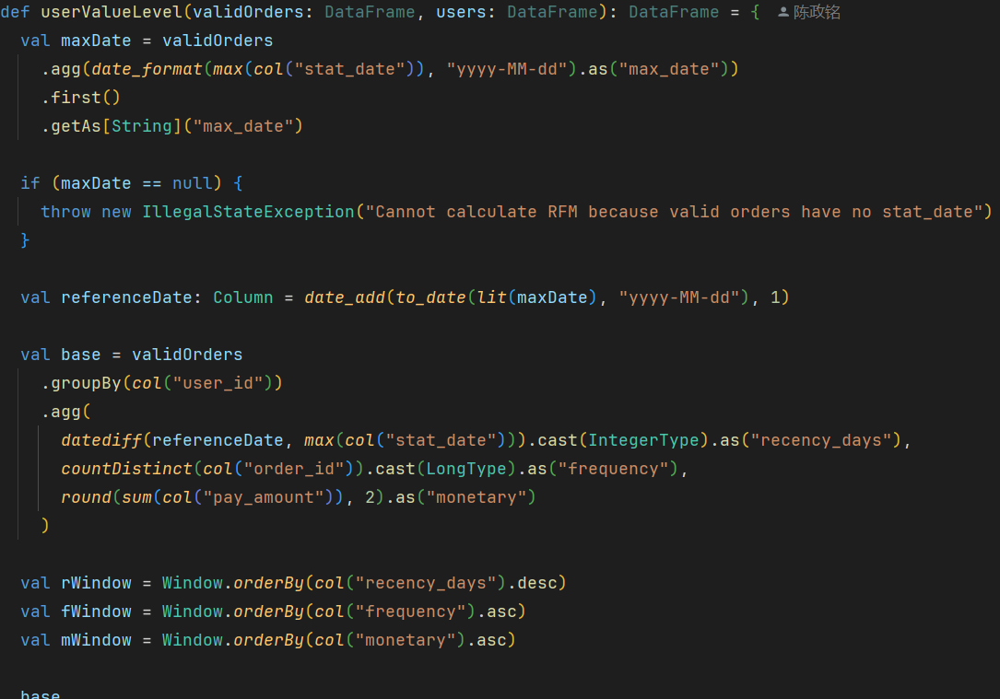 def userValueLevel(validOrders: DataFrame, users: DataFrame): DataFrame = { 陈政铭
  val maxDate = validOrders
    .agg(date_format(max(col("stat_date")), "yyyy-MM-dd").as("max_date"))
    .first()
    .getAs[String]("max_date")
  if (maxDate == null) {
    throw new IllegalStateException("Cannot calculate RFM because valid orders have no stat_date")
  }
  val referenceDate: Column = date_add(to_date(lit(maxDate), "yyyy-MM-dd"), 1)
  val base = validOrders
    .groupBy(col("user_id"))
    .agg(
      datediff(referenceDate, max(col("stat_date"))).cast(IntegerType).as("recency_days"),
      countDistinct(col("order_id")).cast(LongType).as("frequency"),
      round(sum(col("pay_amount")), 2).as("monetary")
    )
  val rWindow = Window.orderBy(col("recency_days").desc)
  val fWindow = Window.orderBy(col("frequency").asc)
  val mWindow = Window.orderBy(col("monetary").asc)
  base